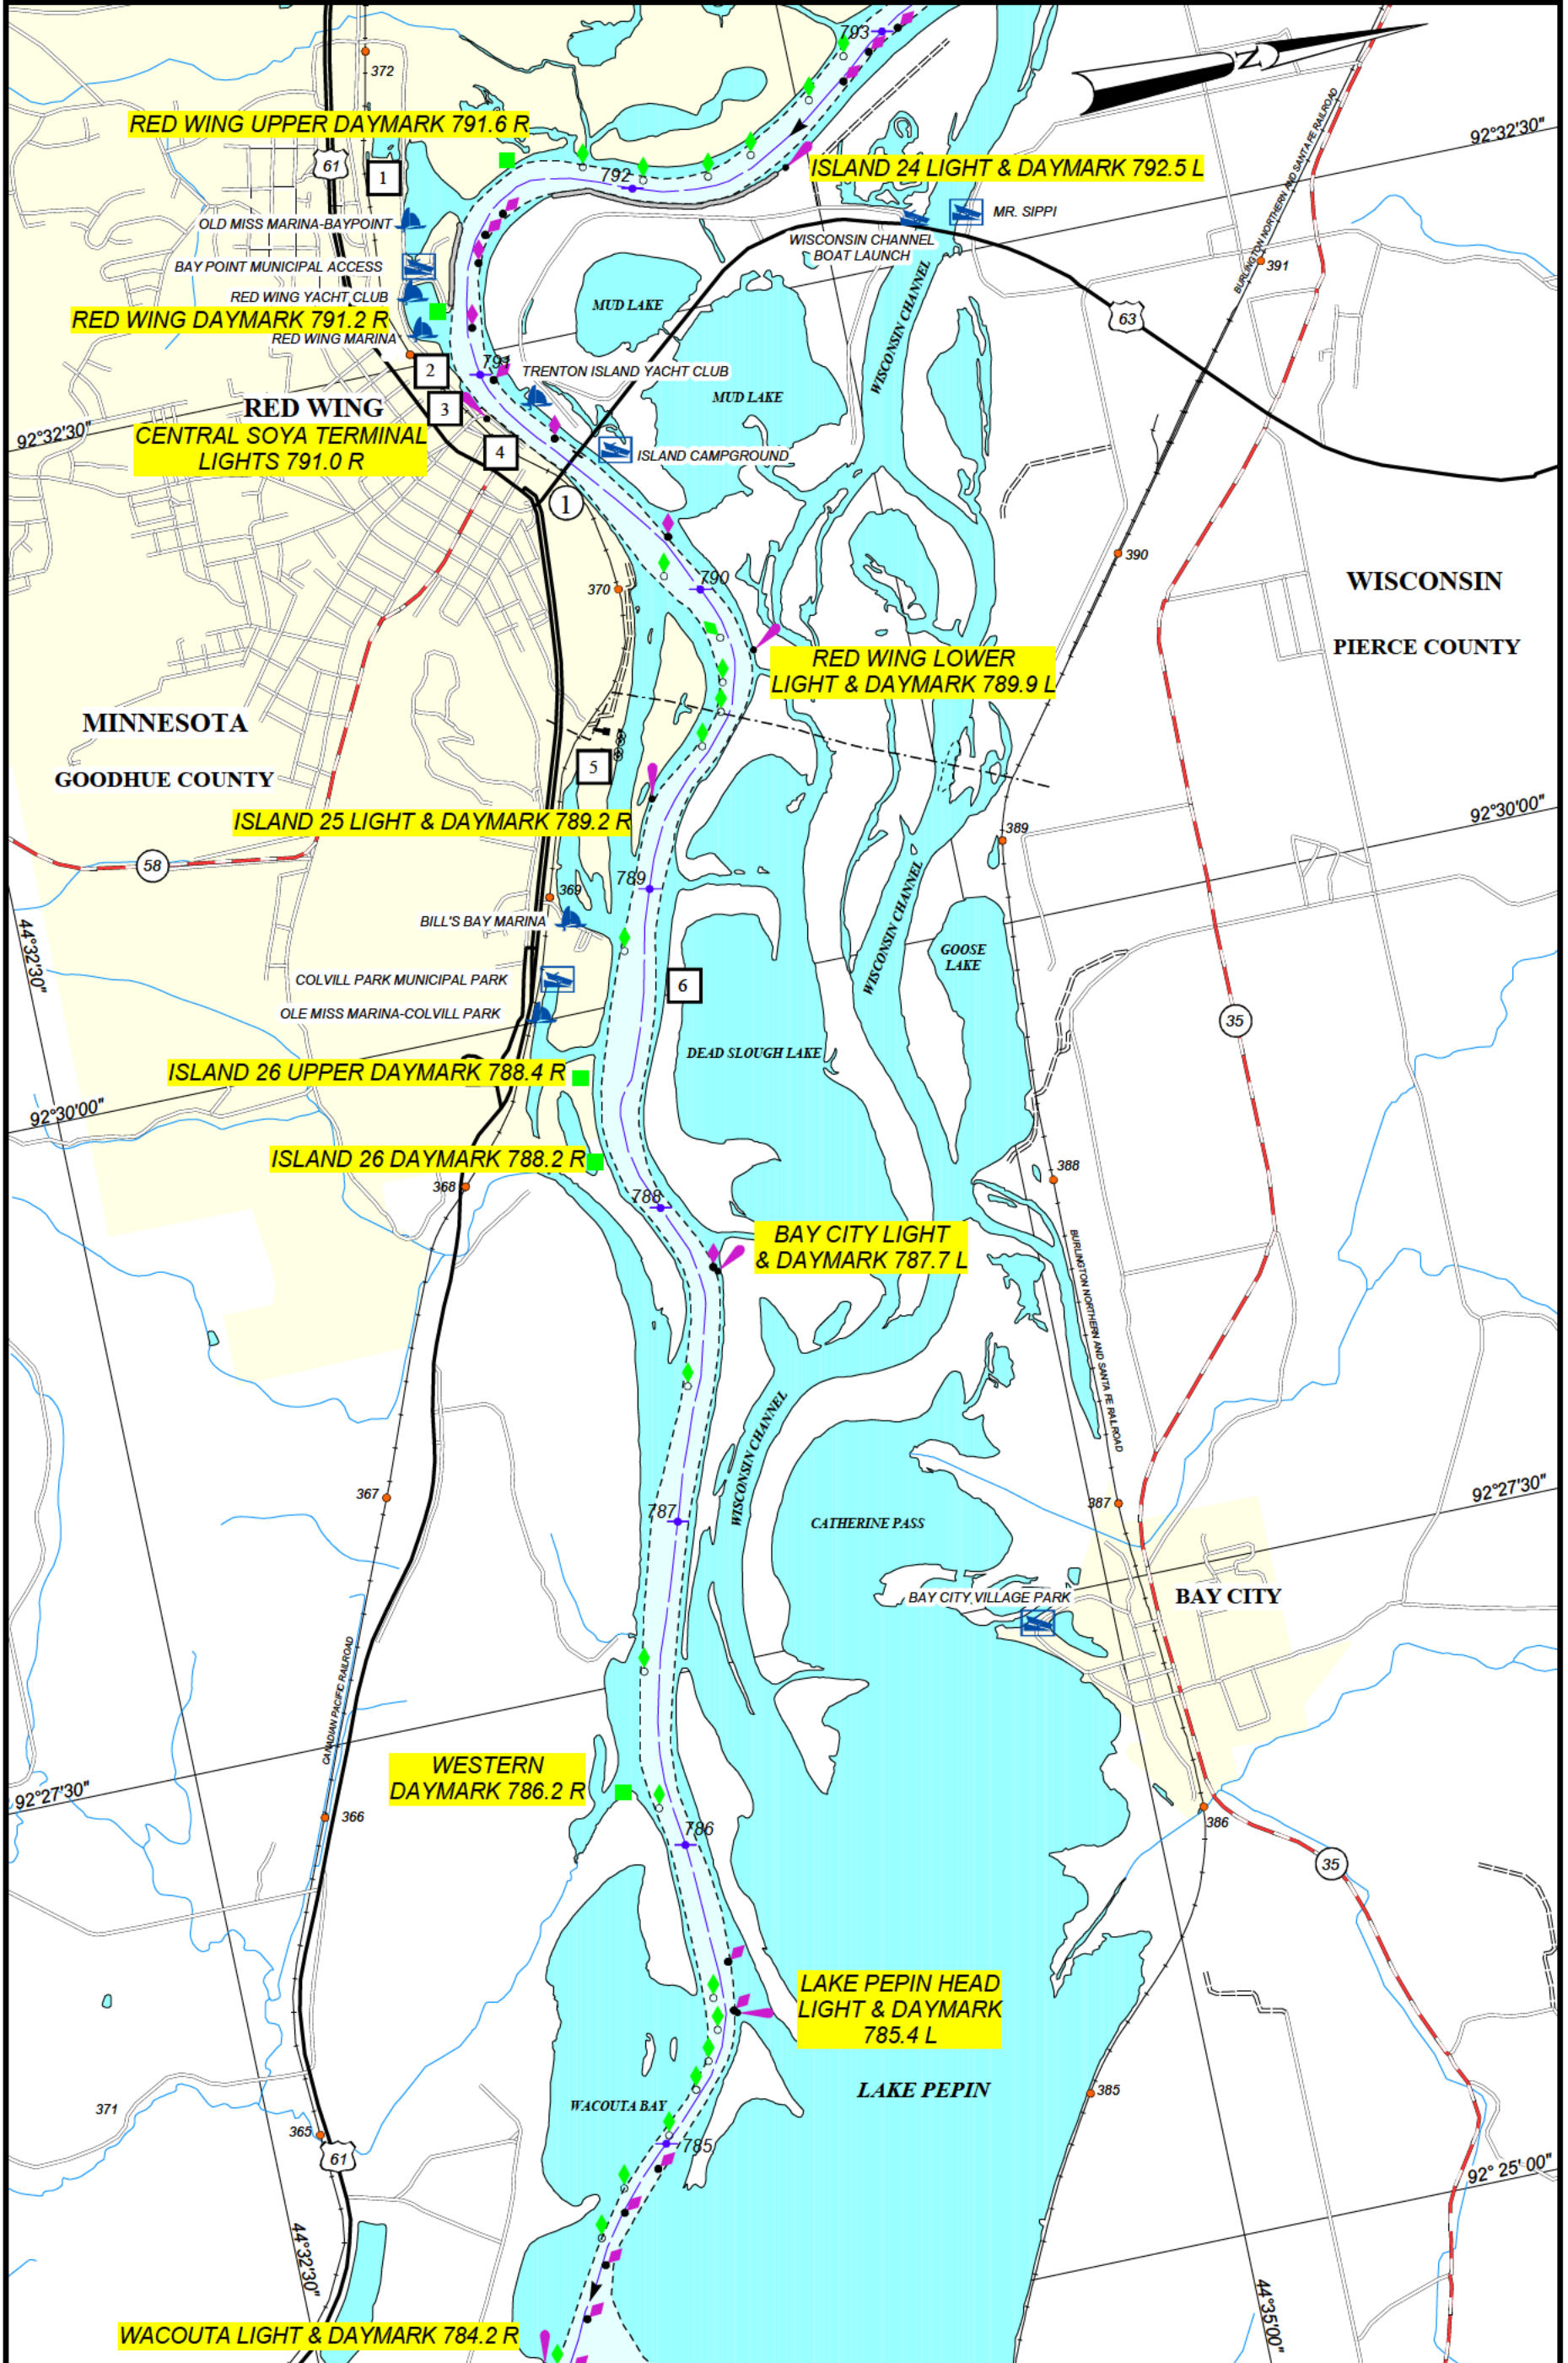 793
372
N
BURLINGTON NORTHERN AND SANTA FE RAILROAD
92°32'30"
RED WING UPPER DAYMARK 791.6 R
61
1
792
ISLAND 24 LIGHT & DAYMARK 792.5 L
OLD MISS MARINA-BAYPOINT
MR. SIPPI
WISCONSIN CHANNEL
BOAT LAUNCH
BAY POINT MUNICIPAL ACCESS
391
RED WING YACHT CLUB
MUD LAKE
WISCONSIN CHANNEL
63
RED WING DAYMARK 791.2 R
RED WING MARINA
2
791
TRENTON ISLAND YACHT CLUB
MUD LAKE
RED WING
3
92°32'30"
CENTRAL SOYA TERMINAL
LIGHTS 791.0 R
4
ISLAND CAMPGROUND
1
390
370
790
WISCONSIN
PIERCE COUNTY
RED WING LOWER
LIGHT & DAYMARK 789.9 L
MINNESOTA
GOODHUE COUNTY
5
92°30'00"
ISLAND 25 LIGHT & DAYMARK 789.2 R
389
58
789
369
BILL'S BAY MARINA
WISCONSIN CHANNEL
GOOSE
LAKE
44°32'30"
COLVILL PARK MUNICIPAL PARK
6
OLE MISS MARINA-COLVILL PARK
35
DEAD SLOUGH LAKE
ISLAND 26 UPPER DAYMARK 788.4 R
92°30'00"
ISLAND 26 DAYMARK 788.2 R
388
368
788
BAY CITY LIGHT
& DAYMARK 787.7 L
BURLINGTON NORTHERN AND SANTA FE RAILROAD
WISCONSIN CHANNEL
367
387
92°27'30"
787
CATHERINE PASS
BAY CITY VILLAGE PARK
BAY CITY
CANADIAN PACIFIC RAILROAD
WESTERN
DAYMARK 786.2 R
92°27'30"
366
386
786
35
LAKE PEPIN HEAD
LIGHT & DAYMARK
785.4 L
LAKE PEPIN
385
371
WACOUTA BAY
365
785
61
92° 25' 00"
44°32'30"
44°35'00"
WACOUTA LIGHT & DAYMARK 784.2 R